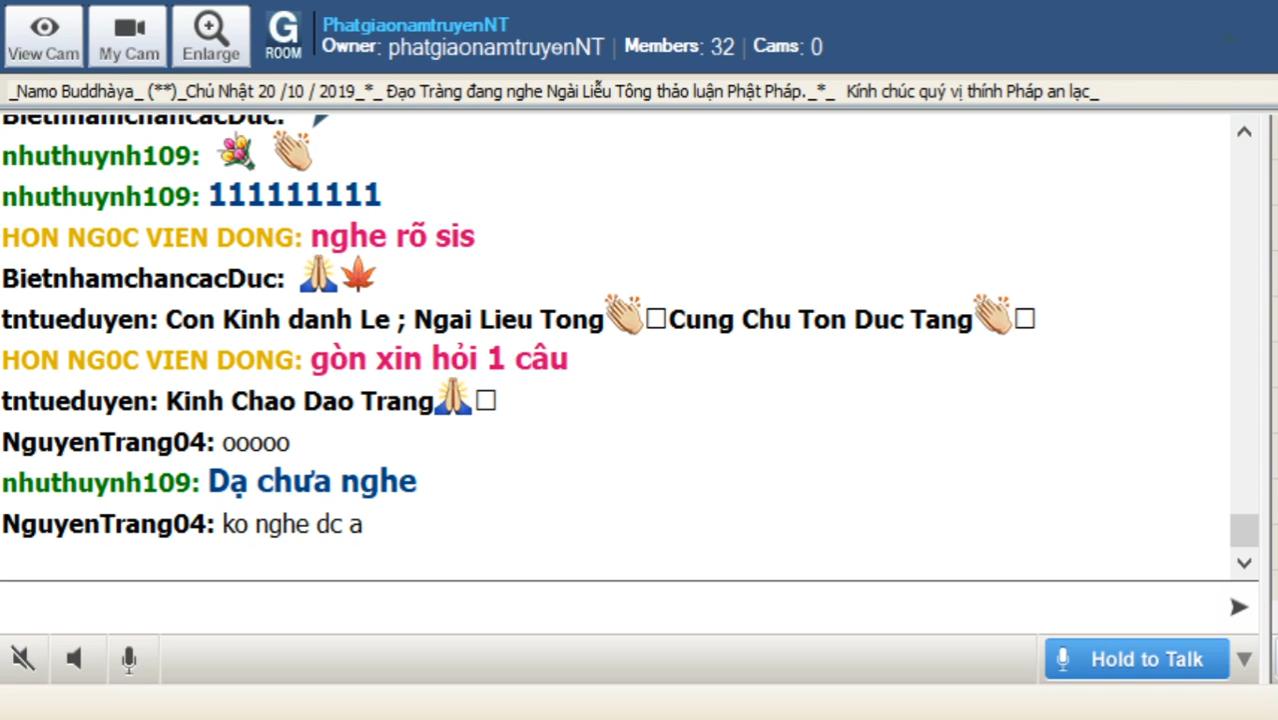 View Cam
My Cam
Enlarge
G
ROOM
PhatgiaonamtruyenNT
Owner: phatgiaonamtruyenNT | Members: 32 | Cams: 0
_Namo Buddhàya_ (**)_Chủ Nhật 20 /10 / 2019_*_ Đạo Tràng đang nghe Ngài Liễu Tông thảo luận Phật Pháp._*_ Kính chúc quý vị thính Pháp an lạc_
BietnhamchancacDuc:
nhuthuynh109:
nhuthuynh109: 111111111
HON NG0C VIEN DONG: nghe rõ sis
BietnhamchancacDuc:
tntueduyen: Con Kinh danh Le ; Ngai Lieu Tong Cung Chu Ton Duc Tang
HON NG0C VIEN DONG: gòn xin hỏi 1 câu
tntueduyen: Kinh Chao Dao Trang
NguyenTrang04: ooooo
nhuthuynh109: Dạ chưa nghe
NguyenTrang04: ko nghe dc a
Hold to Talk